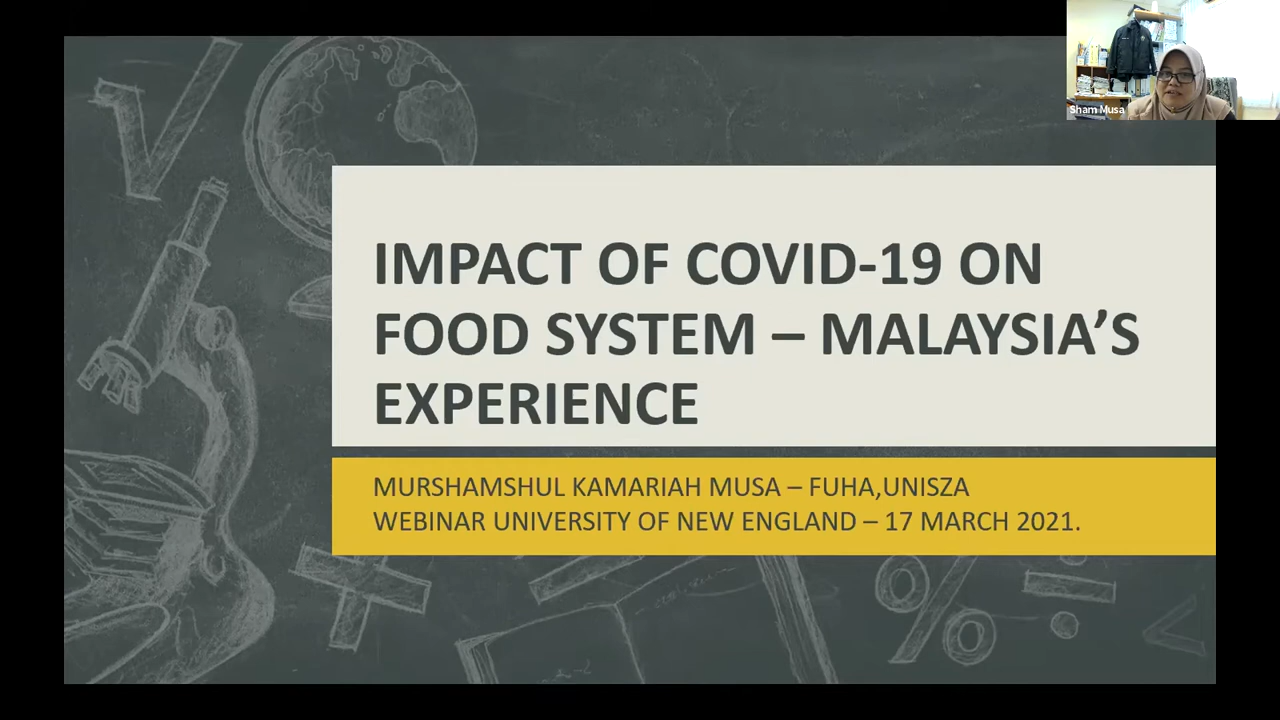 Sham Musa
IMPACT OF COVID-19 ON
FOOD SYSTEM – MALAYSIA’S
EXPERIENCE
MURSHAMSHUL KAMARIAH MUSA – FUHA,UNISZA
WEBINAR UNIVERSITY OF NEW ENGLAND – 17 MARCH 2021.